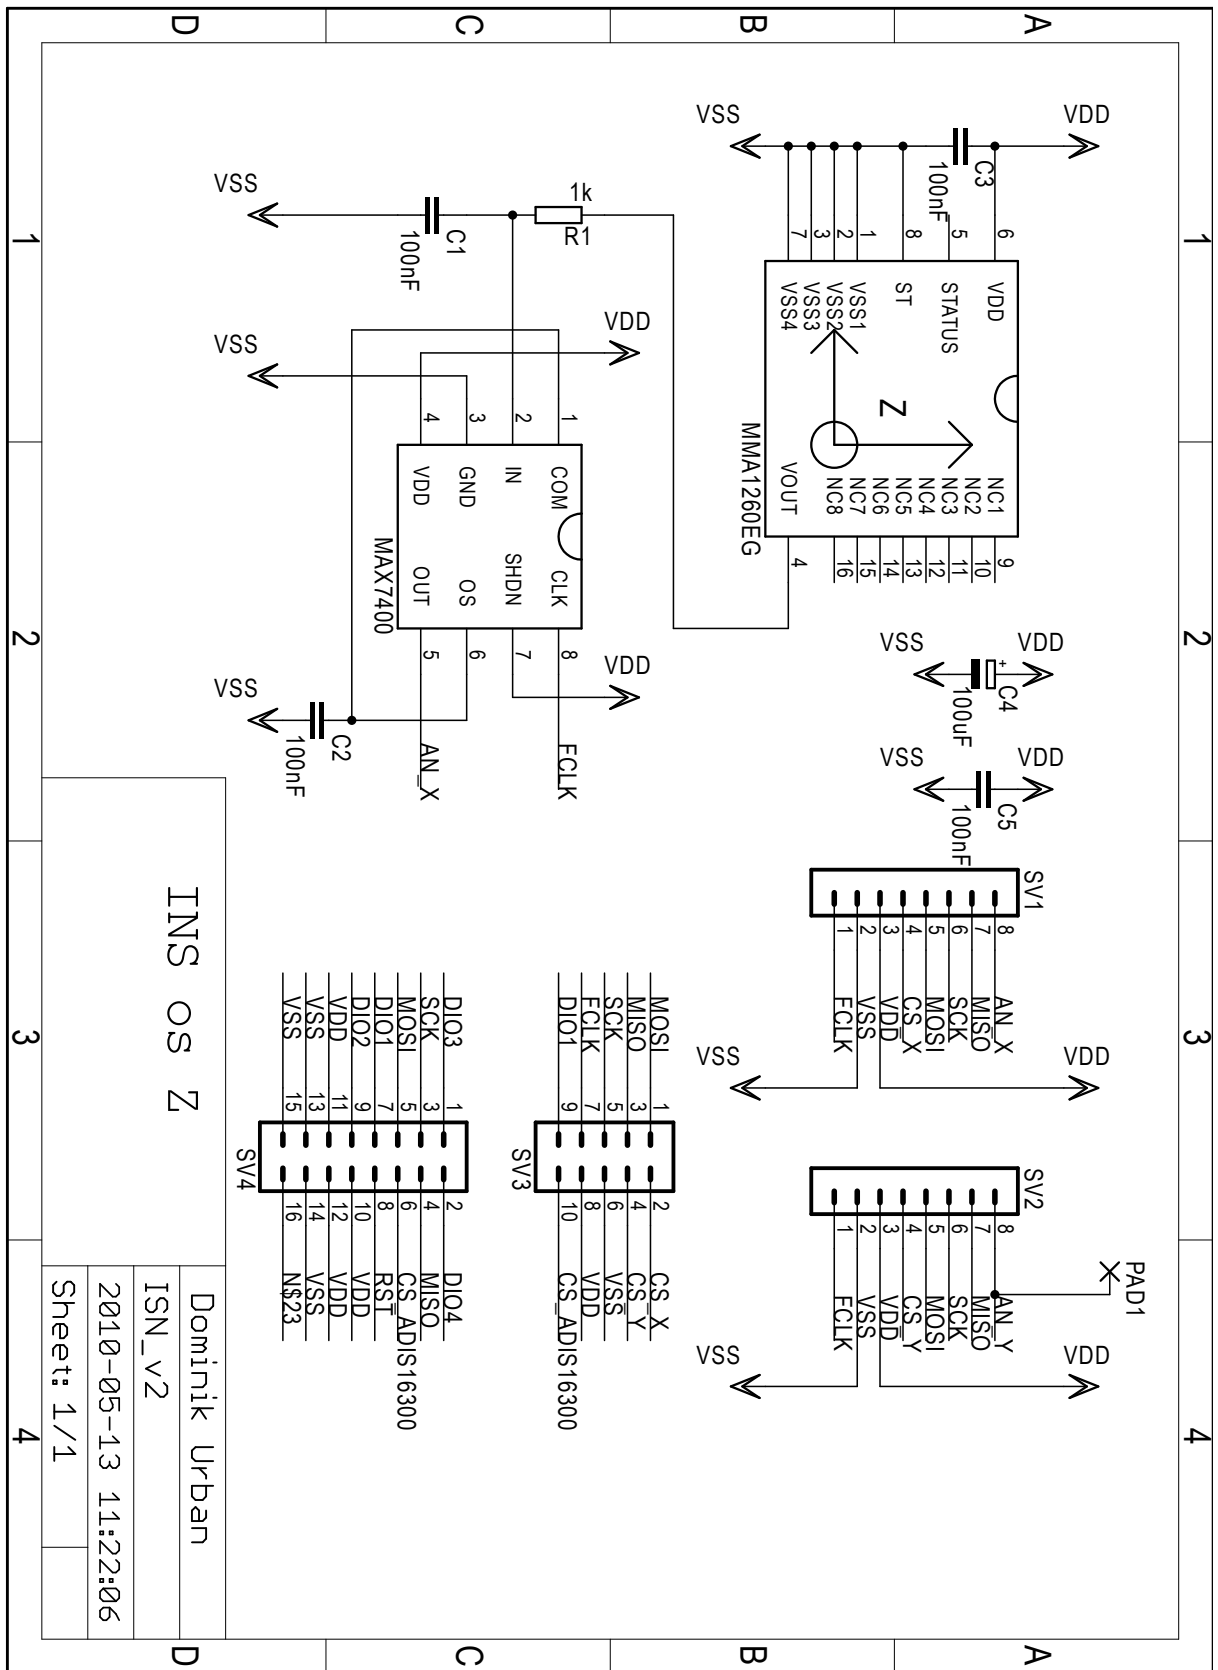 A
B
C
D
1
2
3
4
VDD
VSS
C3
100nF
6
5
8
1
2
3
7
VDD
STATUS
ST
VSS1
VSS2
VSS3
VSS4
Z
NC1
NC2
NC3
NC4
NC5
NC6
NC7
NC8
VOUT
9
10
11
12
13
14
15
16
4
MMA1260EG
1k
R1
VSS
C1
100nF
VDD
VSS
1
2
3
4
COM
IN
GND
VDD
CLK
SHDN
OS
OUT
8
7
6
5
MAX7400
VDD
VSS
C2
100nF
FCLK
AN_X
VDD
VSS
C4
+
100uF
VDD
VSS
C5
100nF
SV1
8 AN_X
7 MISO
6 SCK
5 MOSI
4 CS_X
3 VDD
2 VSS
1 FCLK
VDD
VSS
SV2
8 AN_Y
7 MISO
6 SCK
5 MOSI
4 CS_Y
3 VDD
2 VSS
1 FCLK
PAD1
VDD
VSS
MOSI 1 2 CS_X
MISO 3 4 CS_Y
SCK 5 6 VSS
FCLK 7 8 VDD
DIO1 9 10 CS_ADIS16300
SV3
DIO3 1 2 DIO4
SCK 3 4 MISO
MOSI 5 6 CS_ADIS16300
DIO1 7 8 RST
DIO2 9 10 VDD
VDD 11 12 VDD
VSS 13 14 VSS
VSS 15 16 N$23
SV4
INS os Z
Dominik Urban
ISN_v2
2010-05-13 11:22:06
Sheet: 1/1
1
2
3
4
A
B
C
D